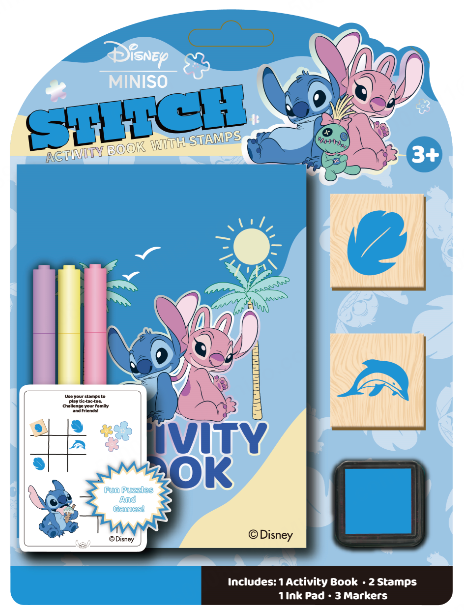 Disney
MINISO
STITCH
ACTIVITY BOOK WITH STAMPS
3+
Use your stamps to
play tic-tac-toe.
Challenge your family
and friends!
IVITY
OOK
Fun Puzzles
And
Games!
©Disney
©Disney
Includes: 1 Activity Book • 2 Stamps
1 Ink Pad • 3 Markers